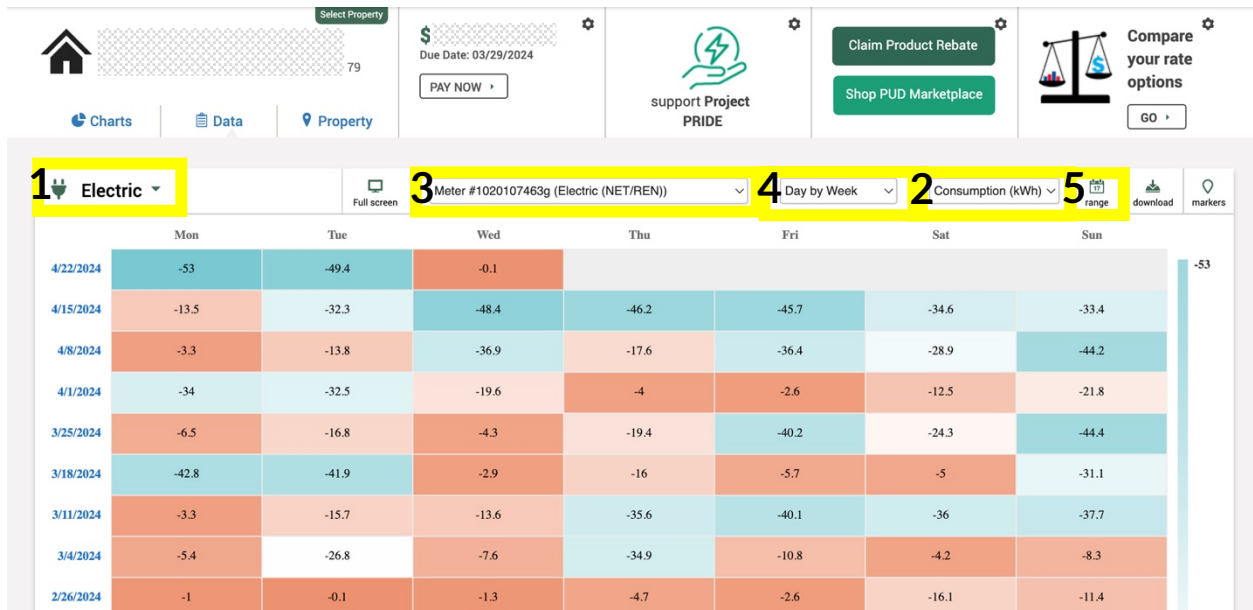 Select Property
79
Charts
Data
Property
$
Due Date: 03/29/2024
PAY NOW
support Project
PRIDE
Claim Product Rebate
Shop PUD Marketplace
Compare
your rate
options
GO
1 Electric Full screen 3 Meter #1020107463g (Electric (NET/REN)) 4 Day by Week 2 Consumption (kWh) 5 17 range download markers
Mon Tue Wed Thu Fri Sat Sun
4/22/2024 -53 -49.4 -0.1 -53
4/15/2024 -13.5 -32.3 -48.4 -46.2 -45.7 -34.6 -33.4
4/8/2024 -3.3 -13.8 -36.9 -17.6 -36.4 -28.9 -44.2
4/1/2024 -34 -32.5 -19.6 -4 -2.6 -12.5 -21.8
3/25/2024 -6.5 -16.8 -4.3 -19.4 -40.2 -24.3 -44.4
3/18/2024 -42.8 -41.9 -2.9 -16 -5.7 -5 -31.1
3/11/2024 -3.3 -15.7 -13.6 -35.6 -40.1 -36 -37.7
3/4/2024 -5.4 -26.8 -7.6 -34.9 -10.8 -4.2 -8.3
2/26/2024 -1 -0.1 -1.3 -4.7 -2.6 -16.1 -11.4